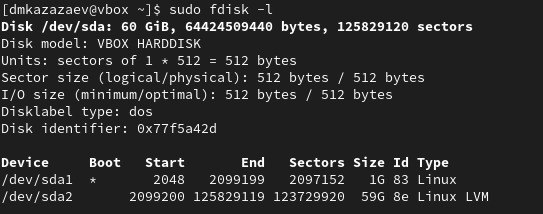 [dmkazazaev@vbox ~]$ sudo fdisk -l
Disk /dev/sda: 60 GiB, 64424509440 bytes, 125829120 sectors
Disk model: VBOX HARDDISK
Units: sectors of 1 * 512 = 512 bytes
Sector size (logical/physical): 512 bytes / 512 bytes
I/O size (minimum/optimal): 512 bytes / 512 bytes
Disklabel type: dos
Disk identifier: 0x77f5a42d

Device     Boot   Start       End   Sectors Size Id Type
/dev/sda1  *       2048   2099199   2097152   1G 83 Linux
/dev/sda2       2099200 125829119 123729920  59G 8e Linux LVM